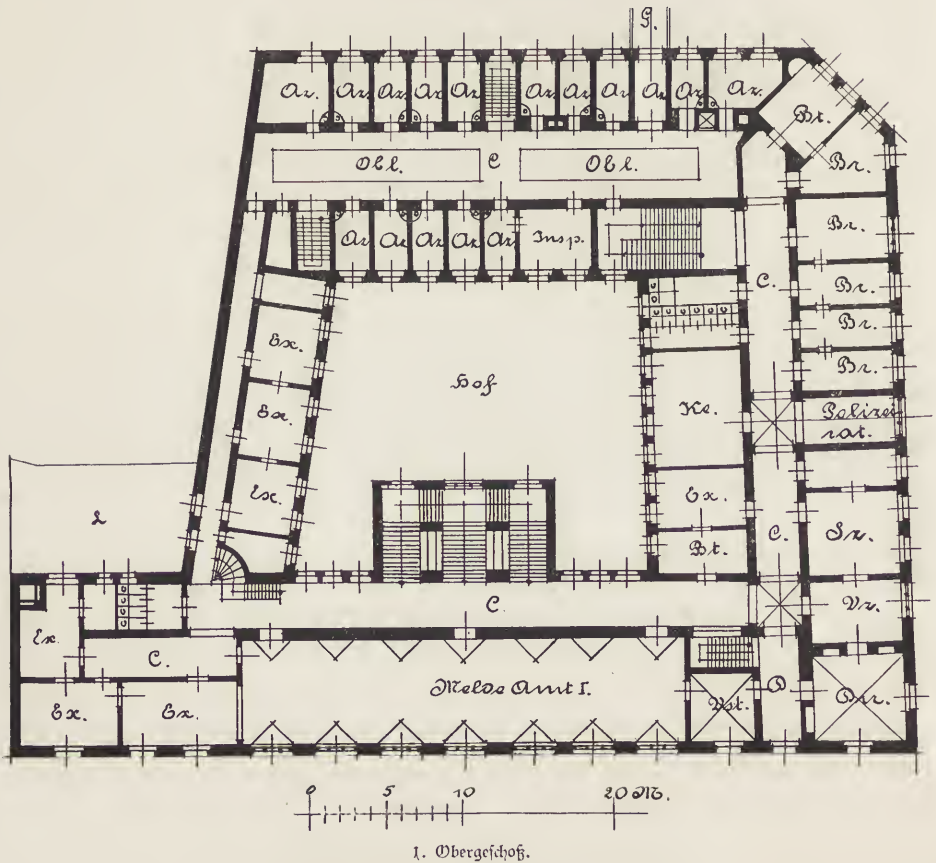 G.
Ar. Ar. Ar. Ar. Ar. Ar. Ar. Ar. Ar. Ar. Ar.
Bt.
Br.
Obl. C Obl.
Ar. Ar. Ar. Ar. Ar. Insp.
Br.
C.
Br.
Br.
Br.
Ex.
Hof
Ke.
Polizei
rat.
Ex.
Ex.
Ex.
L
Bt.
C.
Sr.
C.
Vr.
Ex.
C.
Melde Amt I.
Vst.
Ex.
Ex.
0 5 10 20 M.
1. Obergeschoß.